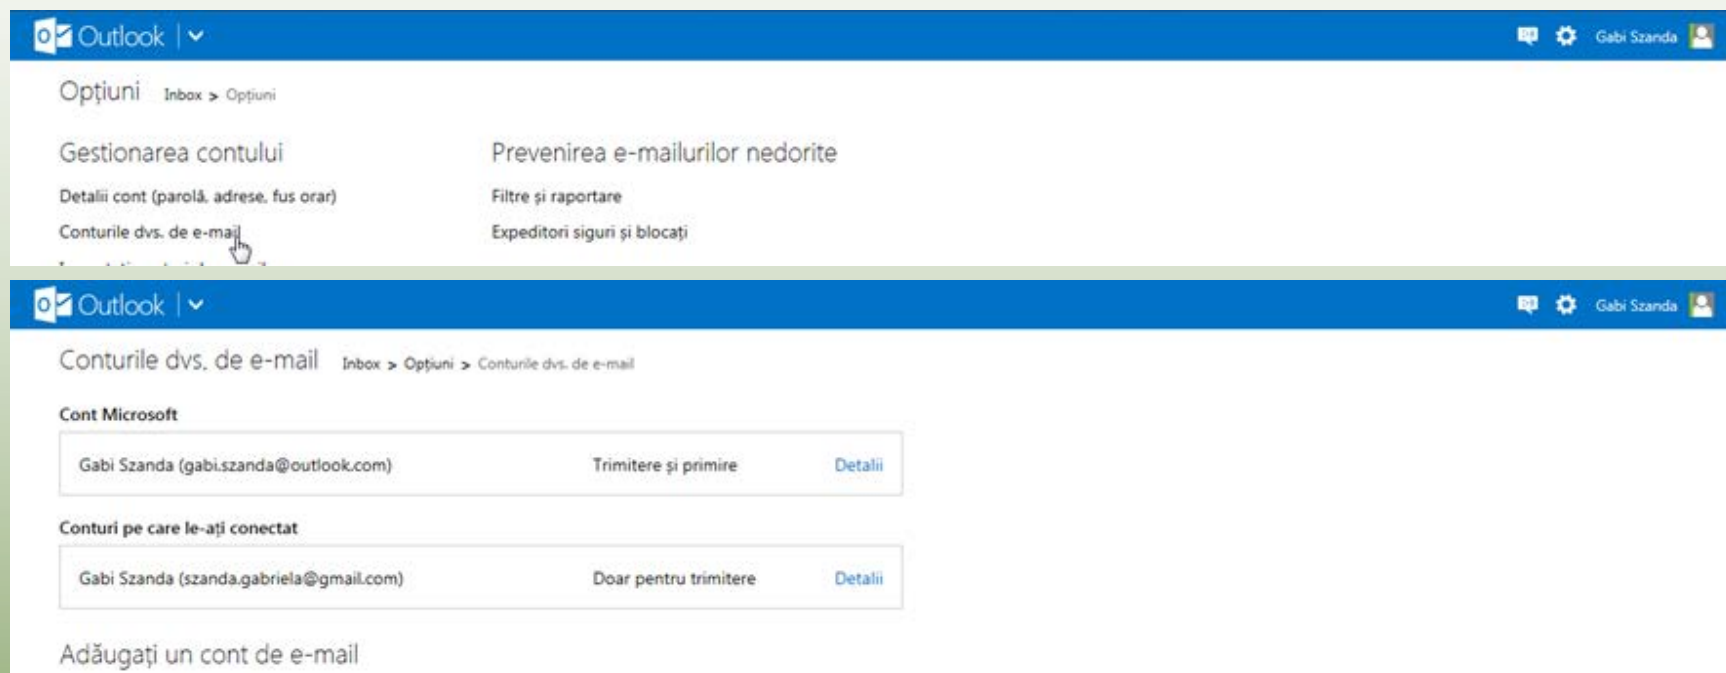 Outlook
Gabi Szanda
Opțiuni Inbox > Opțiuni
Gestionarea contului
Detalii cont (parolă, adrese, fus orar)
Conturile dvs. de e-mail
Prevenirea e-mailurilor nedorite
Filtre și raportare
Expeditori siguri și blocați
Outlook
Gabi Szanda
Conturile dvs. de e-mail Inbox > Opțiuni > Conturile dvs. de e-mail
Cont Microsoft
Gabi Szanda (gabi.szanda@outlook.com) Trimitere și primire Detalii
Conturi pe care le-ați conectat
Gabi Szanda (szanda.gabriela@gmail.com) Doar pentru trimitere Detalii
Adăugați un cont de e-mail